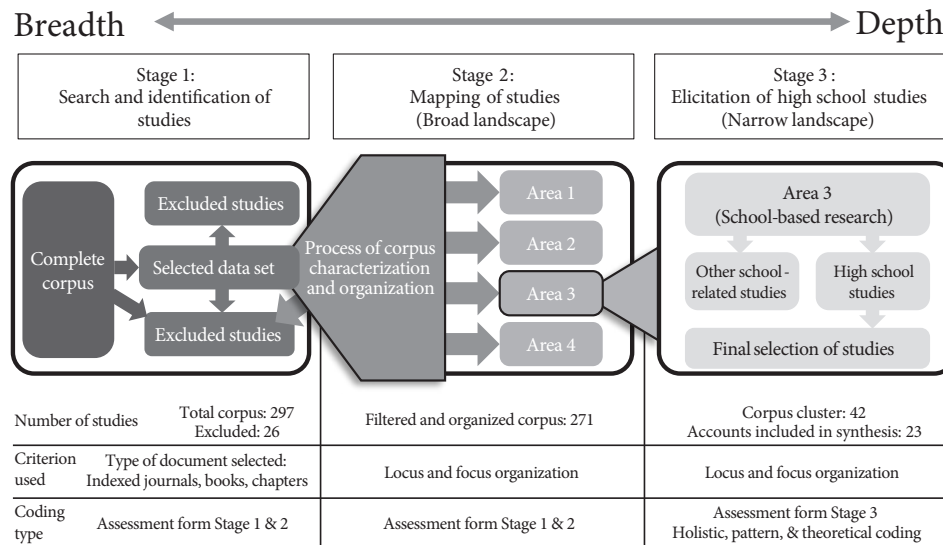 Breadth
Depth
Stage 1:
Search and identification of
studies
Stage 2:
Mapping of studies
(Broad landscape)
Stage 3 :
Elicitation of high school studies
(Narrow landscape)
Complete
corpus
Excluded studies
Selected data set
Excluded studies
Process of corpus
characterization
and organization
Area 1
Area 2
Area 3
Area 4
Area 3
(School-based research)
Other school-
related studies
High school
studies
Final selection of studies
Number of studies
Total corpus: 297
Excluded: 26
Filtered and organized corpus: 271
Corpus cluster: 42
Accounts included in synthesis: 23
Criterion
used
Type of document selected:
Indexed journals, books, chapters
Locus and focus organization
Locus and focus organization
Coding
type
Assessment form Stage 1 & 2
Assessment form Stage 1 & 2
Assessment form Stage 3
Holistic, pattern, & theoretical coding